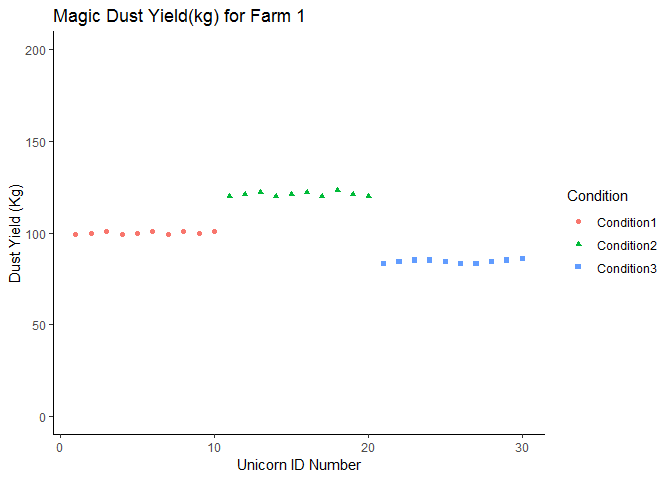 Magic Dust Yield(kg) for Farm 1
Dust Yield (Kg)
200
150
100
50
0
0 10 20 30
Unicorn ID Number
Condition
Condition1
Condition2
Condition3